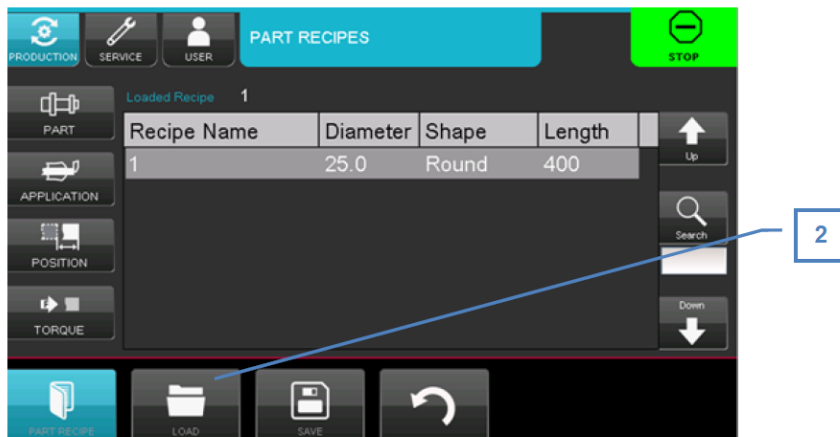 PRODUCTION SERVICE USER PART RECIPES STOP
Loaded Recipe 1
PART
Recipe Name Diameter Shape Length
1 25.0 Round 400
Up
APPLICATION
Search
POSITION
2
TORQUE
Down
PART RECIPE LOAD SAVE